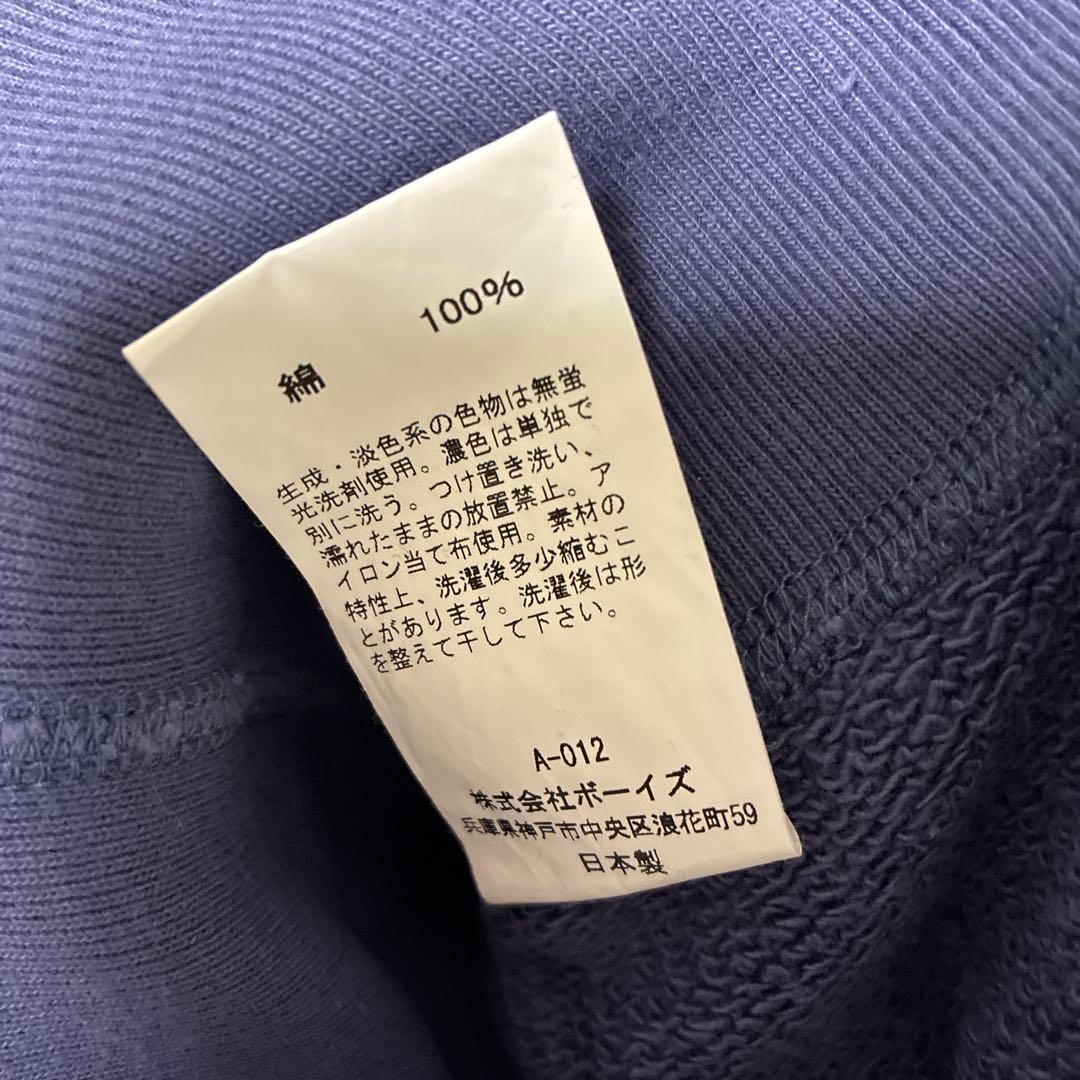 綿 100%
生成・淡色系の色物は無蛍
光洗剤使用。濃色は単独で
別に洗う。つけ置き洗い、
濡れたままの放置禁止。ア
イロン当て布使用。素材の
特性上、洗濯後多少縮むこ
とがあります。洗濯後は形
を整えて干して下さい。
A-012
株式会社ボーイズ
兵庫県神戸市中央区浪花町59
日本製